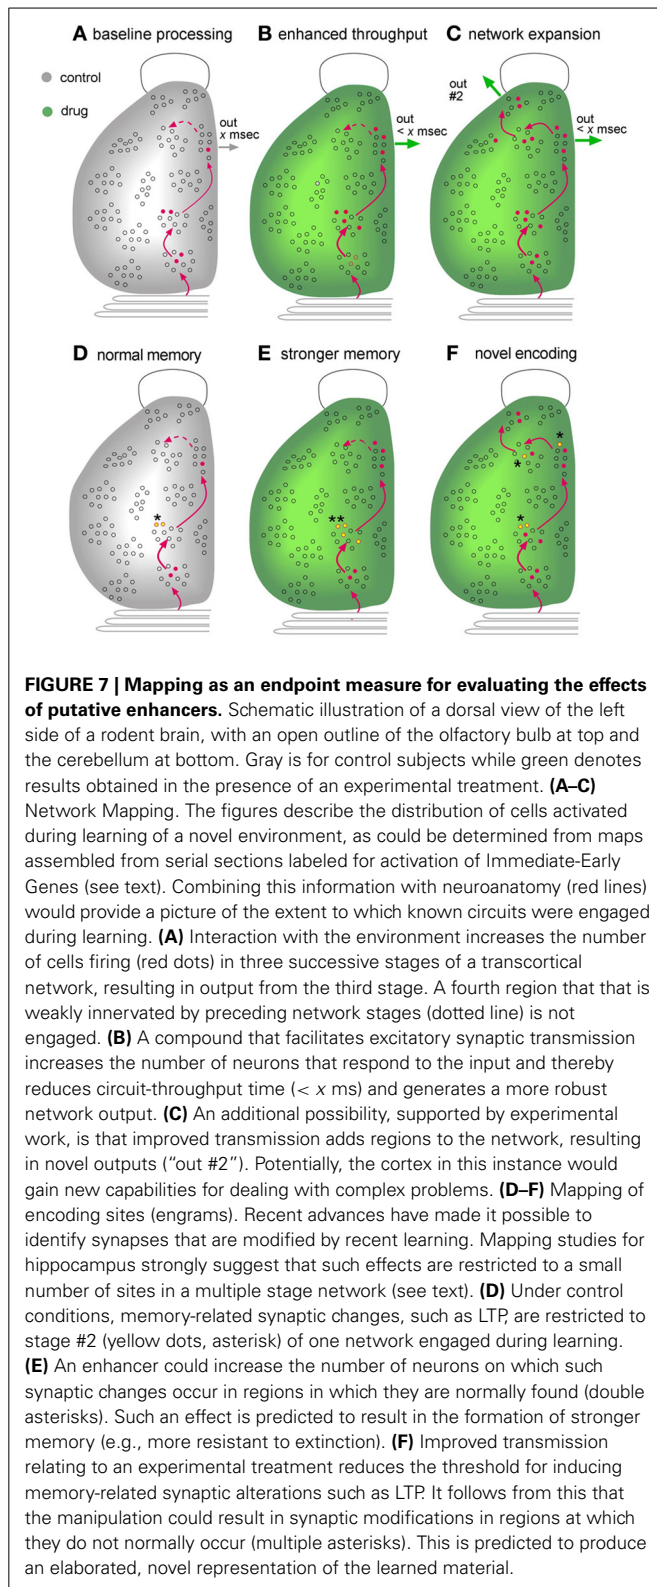 A baseline processing
B enhanced throughput
C network expansion
control
drug
out
x msec
out
< x msec
out
#2
out
< x msec
D normal memory
E stronger memory
F novel encoding
*
**
*
*
*
FIGURE 7 | Mapping as an endpoint measure for evaluating the effects
of putative enhancers. Schematic illustration of a dorsal view of the left
side of a rodent brain, with an open outline of the olfactory bulb at top and
the cerebellum at bottom. Gray is for control subjects while green denotes
results obtained in the presence of an experimental treatment. (A–C)
Network Mapping. The figures describe the distribution of cells activated
during learning of a novel environment, as could be determined from maps
assembled from serial sections labeled for activation of Immediate-Early
Genes (see text). Combining this information with neuroanatomy (red lines)
would provide a picture of the extent to which known circuits were engaged
during learning. (A) Interaction with the environment increases the number
of cells firing (red dots) in three successive stages of a transcortical
network, resulting in output from the third stage. A fourth region that that is
weakly innervated by preceding network stages (dotted line) is not
engaged. (B) A compound that facilitates excitatory synaptic transmission
increases the number of neurons that respond to the input and thereby
reduces circuit-throughput time (< x ms) and generates a more robust
network output. (C) An additional possibility, supported by experimental
work, is that improved transmission adds regions to the network, resulting
in novel outputs (“out #2”). Potentially, the cortex in this instance would
gain new capabilities for dealing with complex problems. (D–F) Mapping of
encoding sites (engrams). Recent advances have made it possible to
identify synapses that are modified by recent learning. Mapping studies for
hippocampus strongly suggest that such effects are restricted to a small
number of sites in a multiple stage network (see text). (D) Under control
conditions, memory-related synaptic changes, such as LTP, are restricted to
stage #2 (yellow dots, asterisk) of one network engaged during learning.
(E) An enhancer could increase the number of neurons on which such
synaptic changes occur in regions in which they are normally found (double
asterisks). Such an effect is predicted to result in the formation of stronger
memory (e.g., more resistant to extinction). (F) Improved transmission
relating to an experimental treatment reduces the threshold for inducing
memory-related synaptic alterations such as LTP. It follows from this that
the manipulation could result in synaptic modifications in regions at which
they do not normally occur (multiple asterisks). This is predicted to produce
an elaborated, novel representation of the learned material.